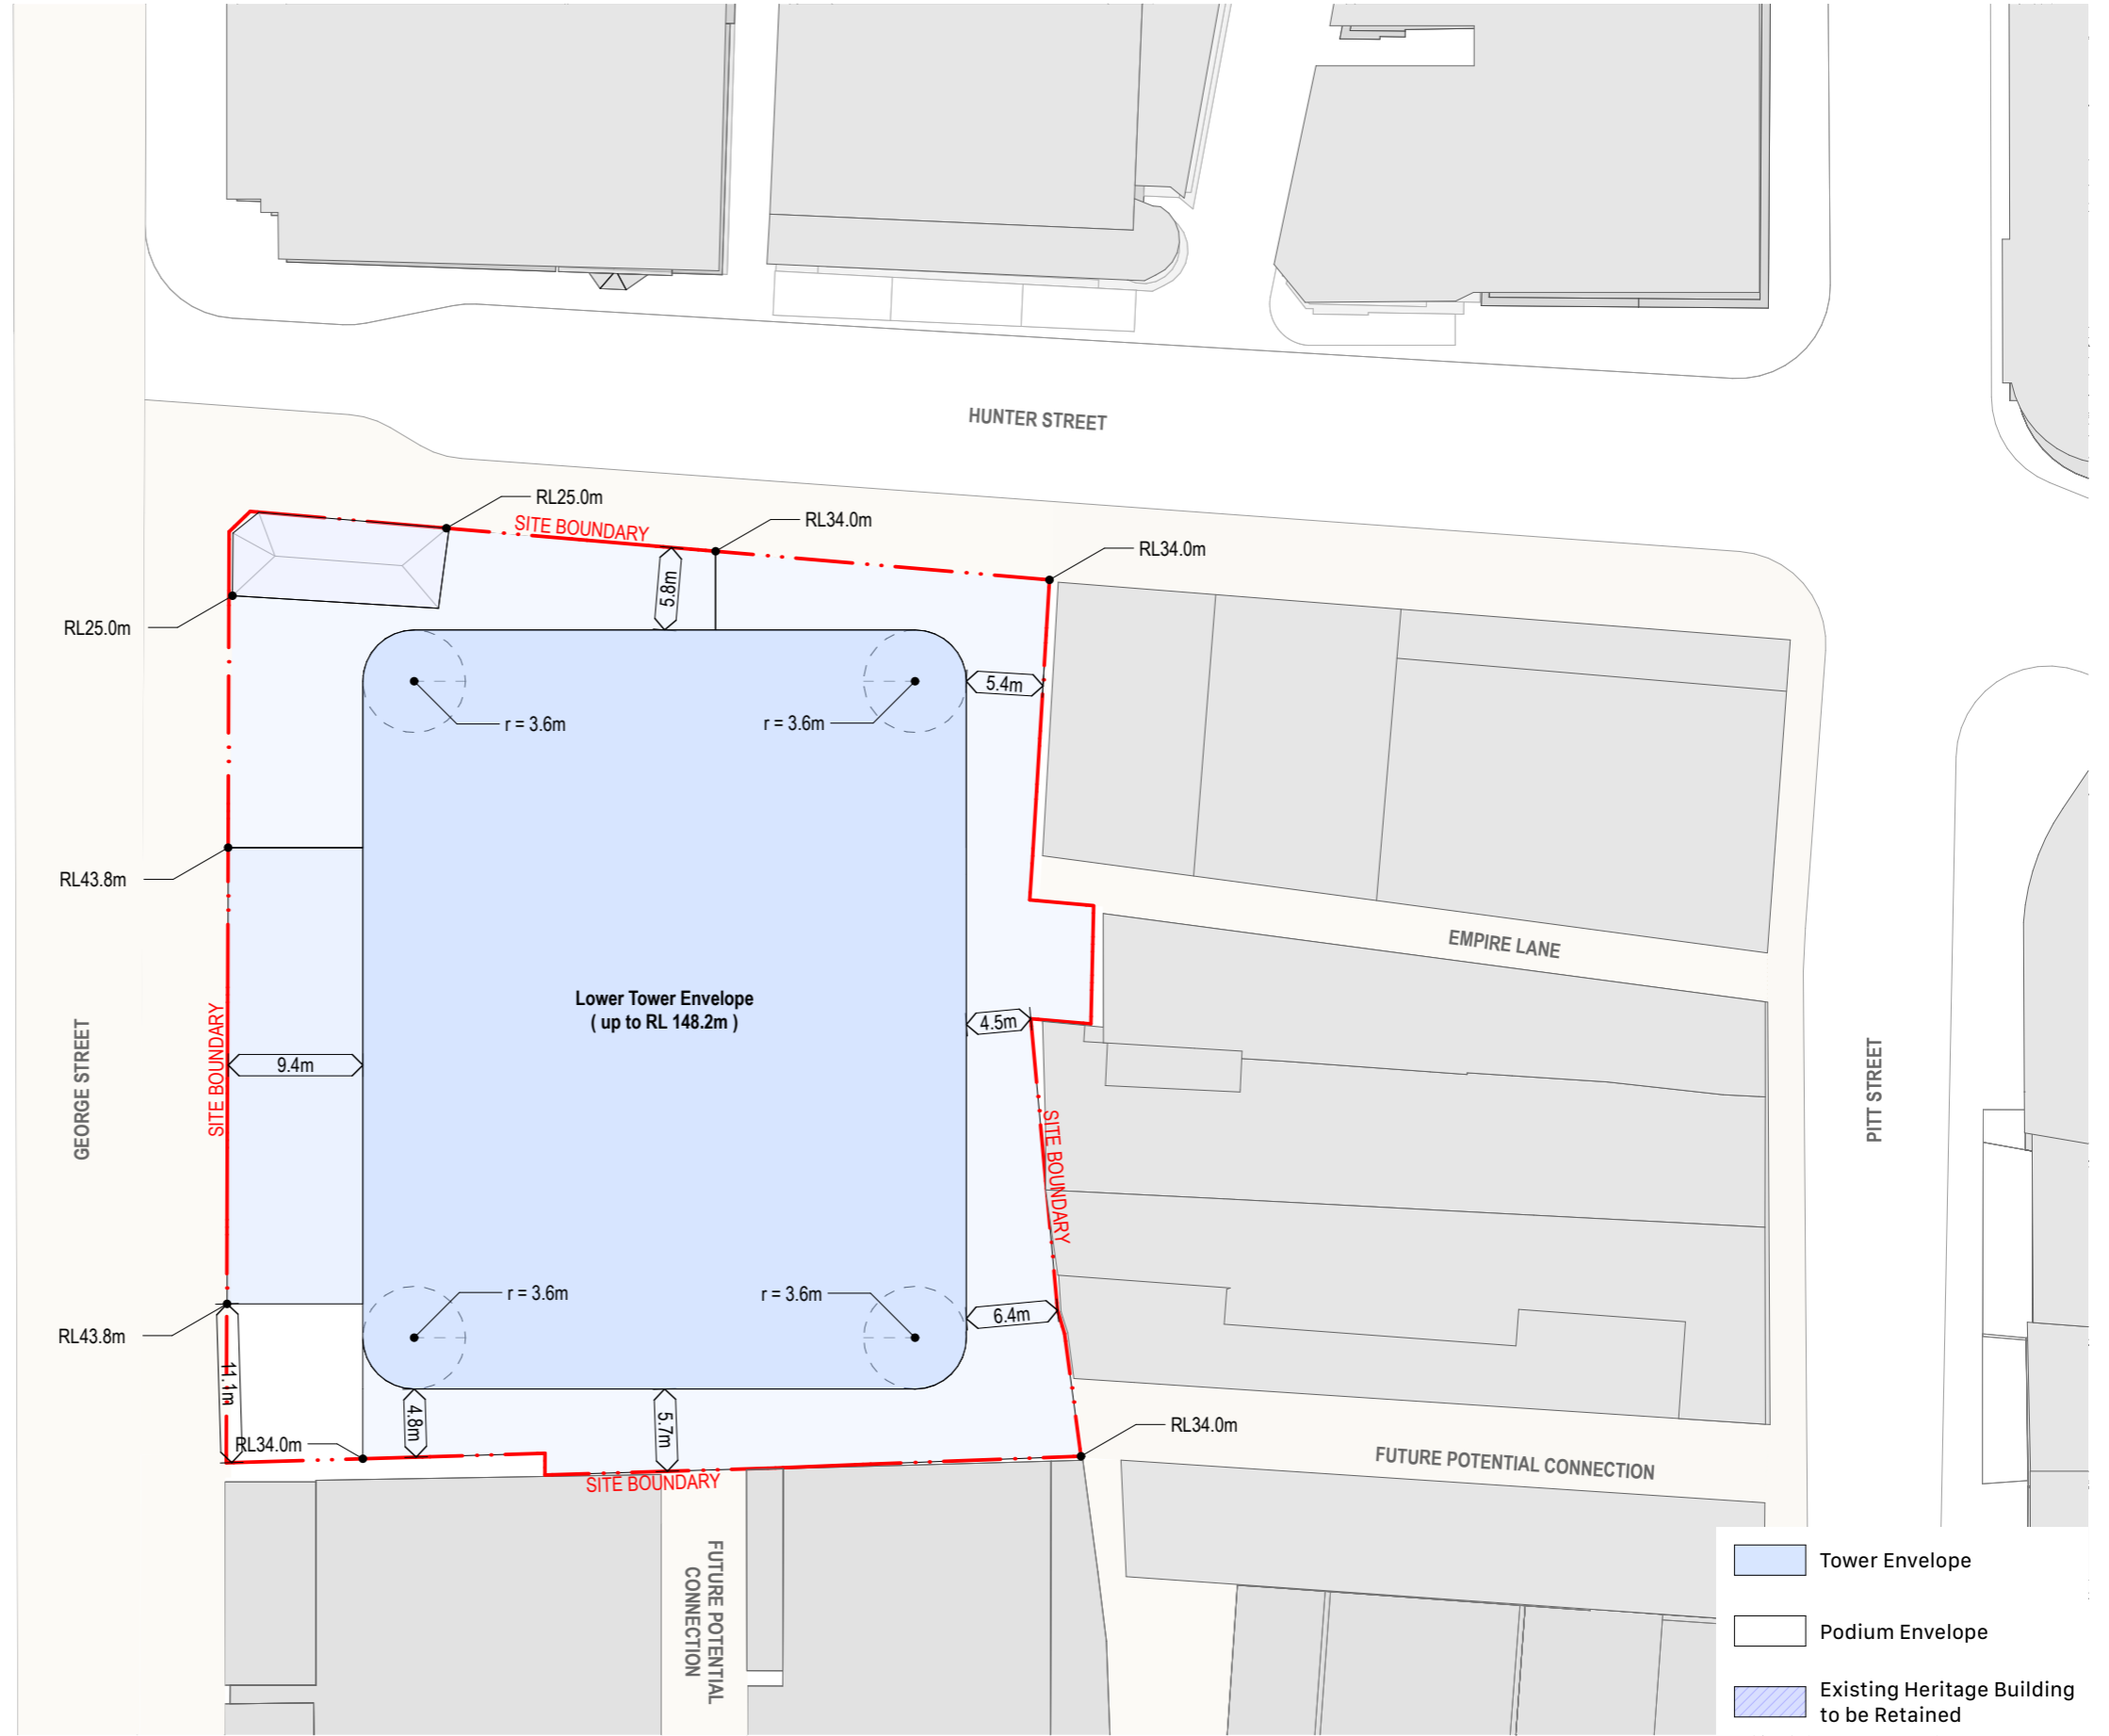 HUNTER STREET
RL25.0m
SITE BOUNDARY
RL34.0m
RL34.0m
5.8m
RL25.0m
5.4m
r = 3.6m
r = 3.6m
RL43.8m
EMPIRE LANE
Lower Tower Envelope
( up to RL 148.2m )
4.5m
GEORGE STREET
SITE BOUNDARY
9.4m
SITE BOUNDARY
PITT STREET
r = 3.6m
r = 3.6m
6.4m
RL43.8m
11.1m
4.8m
5.7m
RL34.0m
RL34.0m
SITE BOUNDARY
FUTURE POTENTIAL CONNECTION
FUTURE POTENTIAL
CONNECTION
Tower Envelope
Podium Envelope
Existing Heritage Building
to be Retained